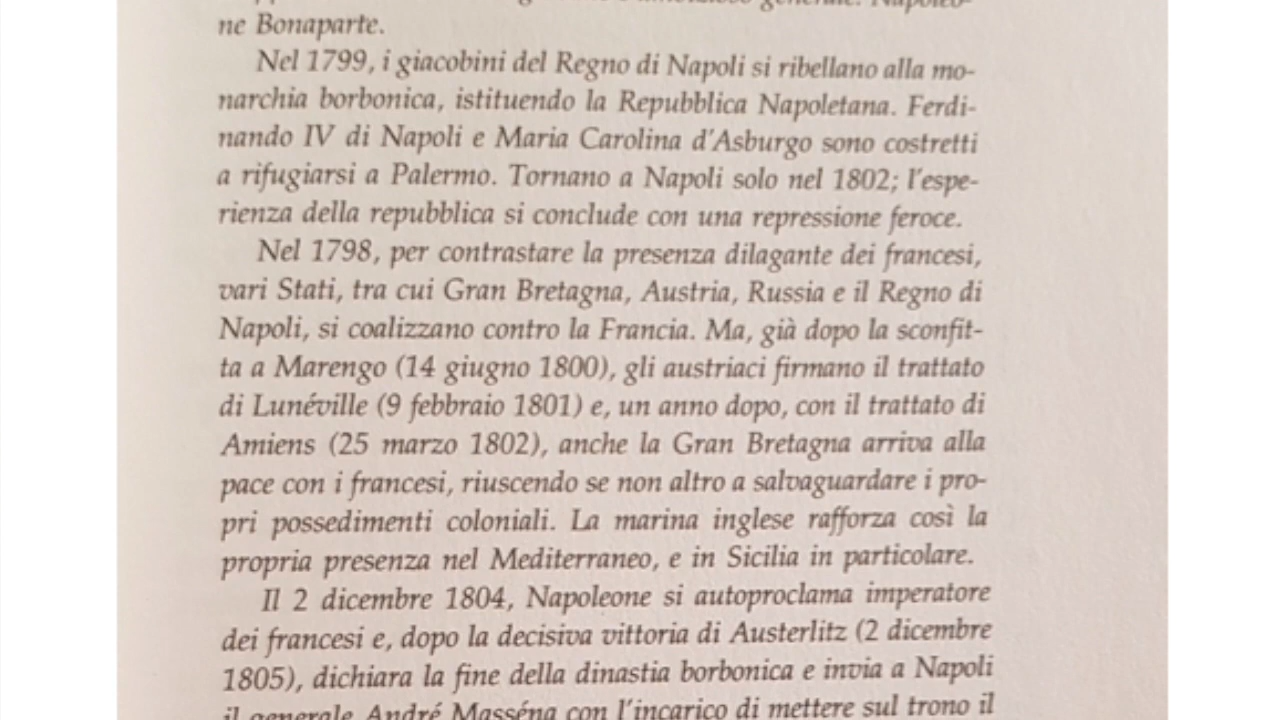 generale. Napoleo-
ne Bonaparte.
Nel 1799, i giacobini del Regno di Napoli si ribellano alla mo-
narchia borbonica, istituendo la Repubblica Napoletana. Ferdi-
nando IV di Napoli e Maria Carolina d'Asburgo sono costretti
a rifugiarsi a Palermo. Tornano a Napoli solo nel 1802; l'espe-
rienza della repubblica si conclude con una repressione feroce.
Nel 1798, per contrastare la presenza dilagante dei francesi,
vari Stati, tra cui Gran Bretagna, Austria, Russia e il Regno di
Napoli, si coalizzano contro la Francia. Ma, già dopo la sconfit-
ta a Marengo (14 giugno 1800), gli austriaci firmano il trattato
di Lunéville (9 febbraio 1801) e, un anno dopo, con il trattato di
Amiens (25 marzo 1802), anche la Gran Bretagna arriva alla
pace con i francesi, riuscendo se non altro a salvaguardare i pro-
pri possedimenti coloniali. La marina inglese rafforza così la
propria presenza nel Mediterraneo, e in Sicilia in particolare.
Il 2 dicembre 1804, Napoleone si autoproclama imperatore
dei francesi e, dopo la decisiva vittoria di Austerlitz (2 dicembre
1805), dichiara la fine della dinastia borbonica e invia a Napoli
il generale André Masséna con l'incarico di mettere sul trono il